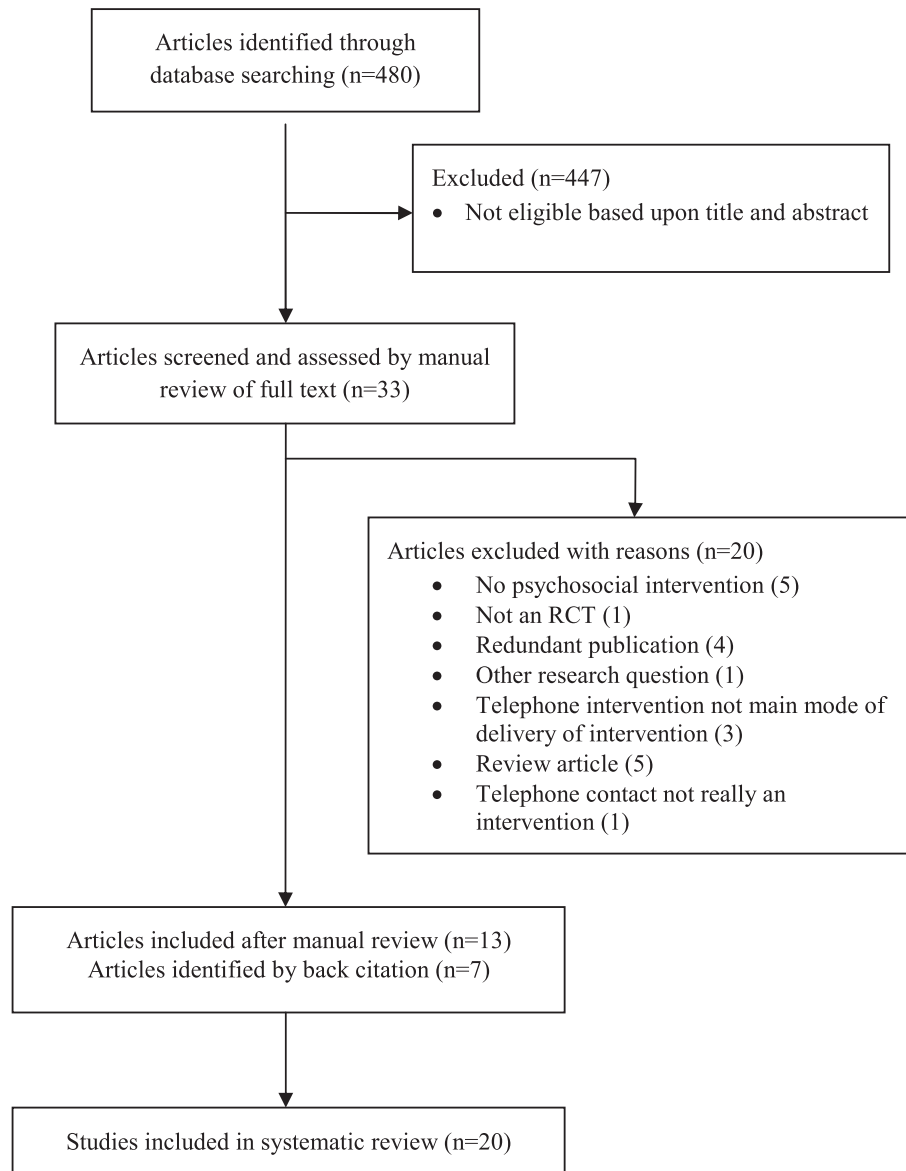 Articles identified through
database searching (n=480)
Excluded (n=447)
• Not eligible based upon title and abstract
Articles screened and assessed by manual
review of full text (n=33)
Articles excluded with reasons (n=20)
• No psychosocial intervention (5)
• Not an RCT (1)
• Redundant publication (4)
• Other research question (1)
• Telephone intervention not main mode of
delivery of intervention (3)
• Review article (5)
• Telephone contact not really an
intervention (1)
Articles included after manual review (n=13)
Articles identified by back citation (n=7)
Studies included in systematic review (n=20)